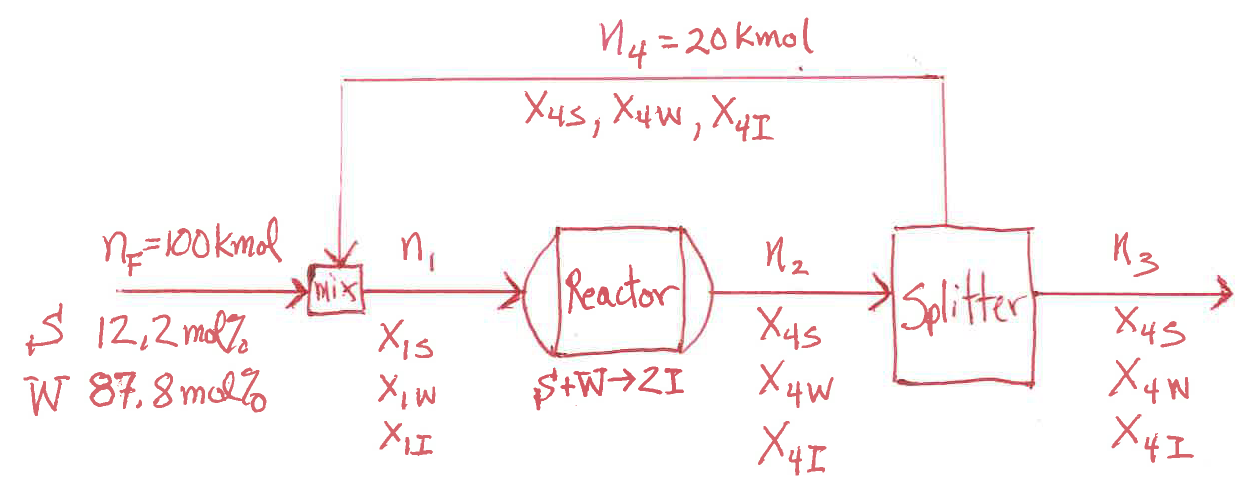 n₄ = 20 kmol
X₄S, X₄W, X₄I
n_F = 100 kmol
S 12.2 mol%
W 87.8 mol%
mix
n₁
X₁S
X₁W
X₁I
Reactor
S + W → 2I
n₂
X₄S
X₄W
X₄I
Splitter
n₃
X₄S
X₄W
X₄I